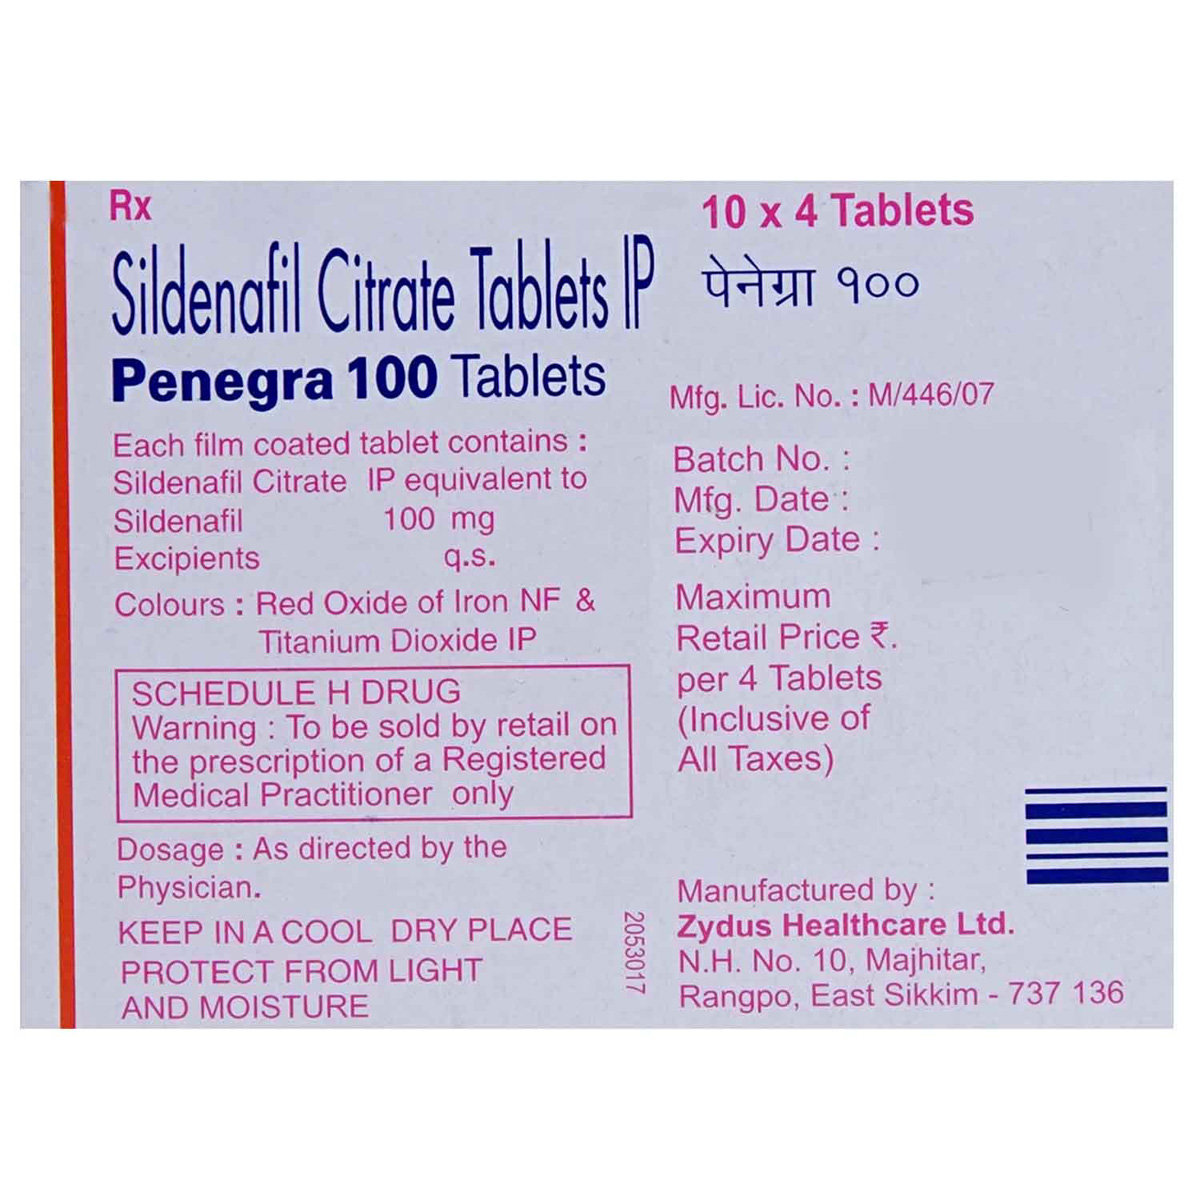 Rx
Sildenafil Citrate Tablets IP
Penegra 100 Tablets
Each film coated tablet contains :
Sildenafil Citrate IP equivalent to
Sildenafil 100 mg
Excipients q.s.
Colours : Red Oxide of Iron NF &
Titanium Dioxide IP
SCHEDULE H DRUG
Warning : To be sold by retail on
the prescription of a Registered
Medical Practitioner only
Dosage : As directed by the
Physician.
KEEP IN A COOL DRY PLACE
PROTECT FROM LIGHT
AND MOISTURE
2053017
10 x 4 Tablets
पेनेग्रा १००
Mfg. Lic. No. : M/446/07
Batch No. :
Mfg. Date :
Expiry Date :
Maximum
Retail Price ₹.
per 4 Tablets
(Inclusive of
All Taxes)
Manufactured by :
Zydus Healthcare Ltd.
N.H. No. 10, Majhitar,
Rangpo, East Sikkim - 737 136